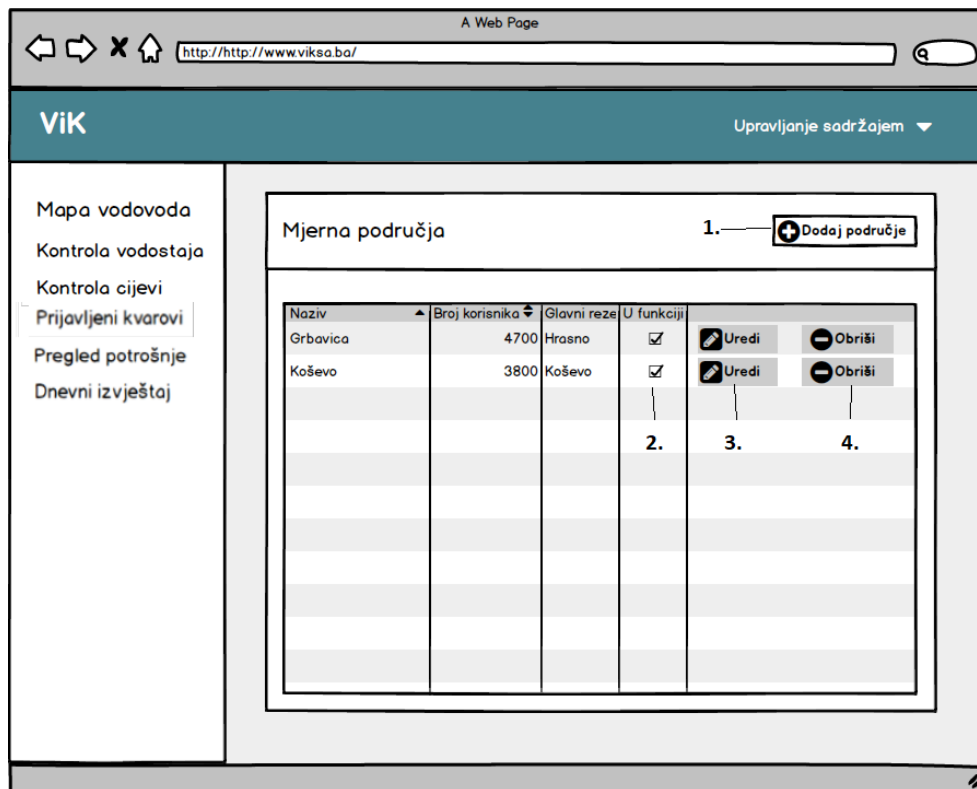 A Web Page
http://http://www.viksa.ba/
ViK
Upravljanje sadržajem
Mapa vodovoda
Kontrola vodostaja
Kontrola cijevi
Prijavljeni kvarovi
Pregled potrošnje
Dnevni izvještaj
Mjerna područja
1.
Dodaj područje
Naziv Broj korisnika Glavni reze U funkciji
Grbavica 4700 Hrasno Uredi Obriši
Koševo 3800 Koševo Uredi Obriši
2. 3. 4.